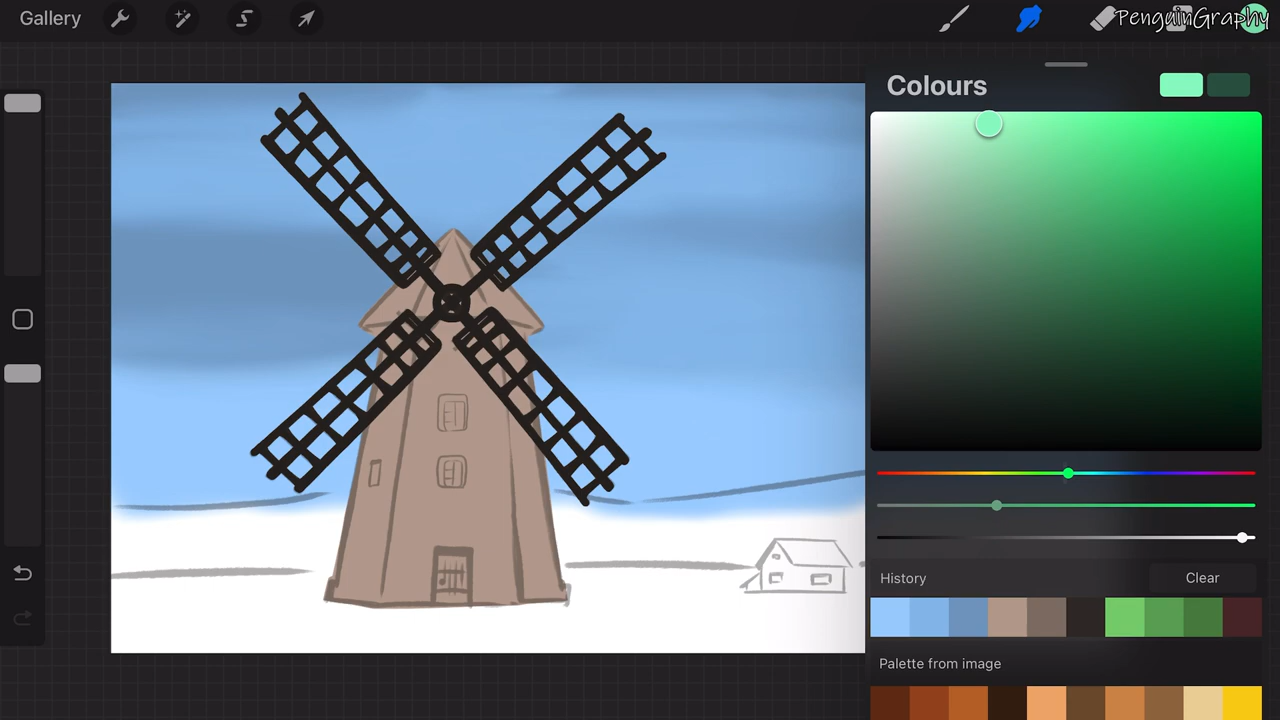 Gallery
PenguinGraphy
Colours
History
Clear
Palette from image